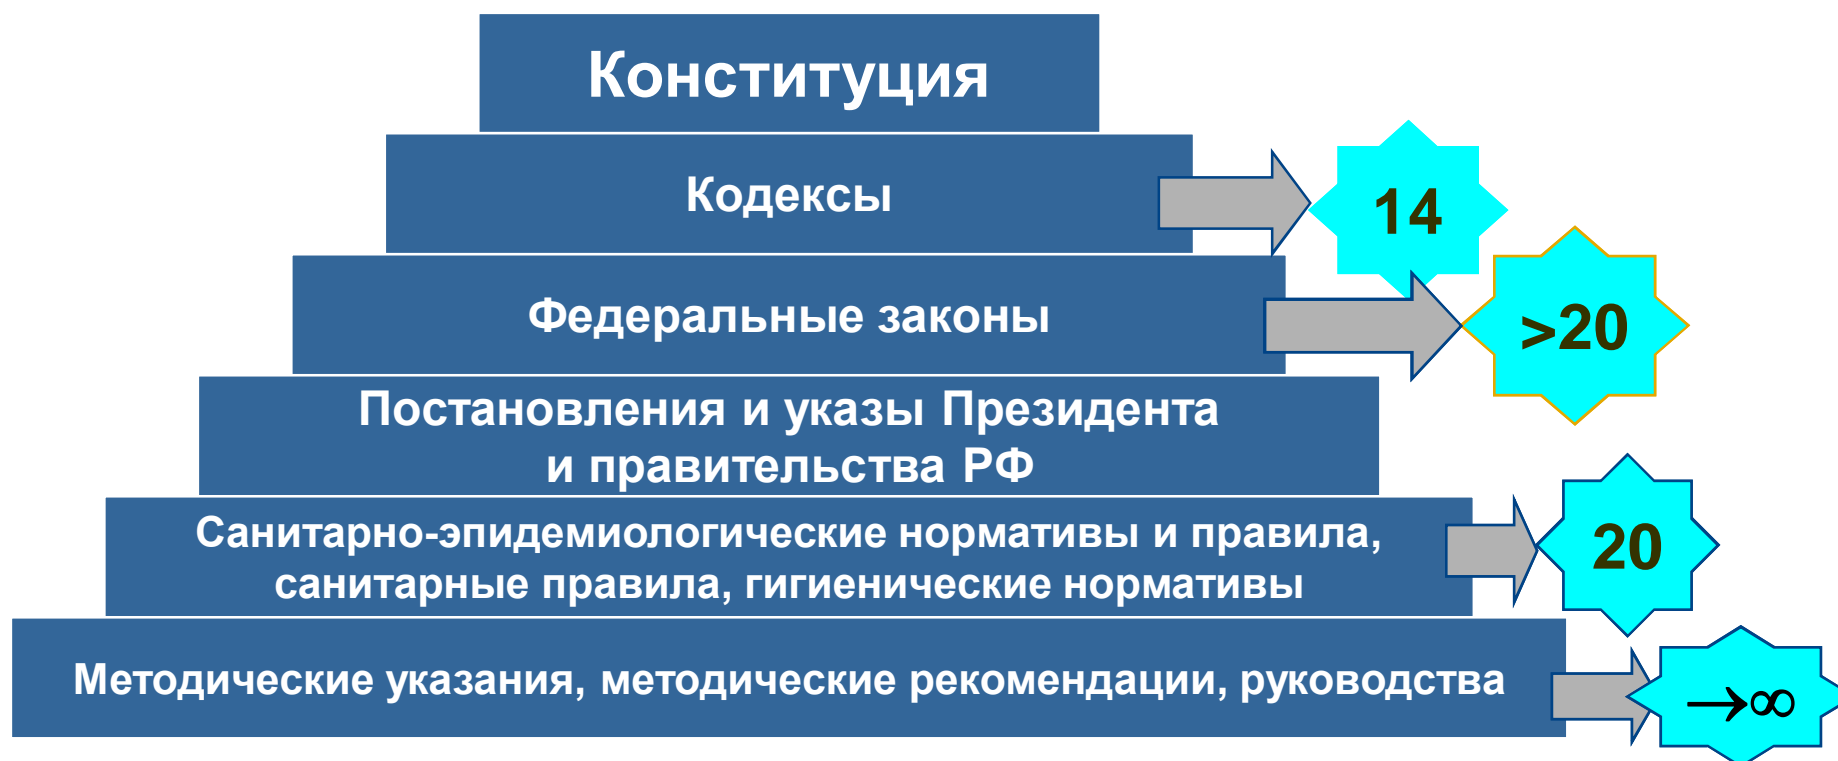 Конституция
Кодексы
14
Федеральные законы
>20
Постановления и указы Президента
и правительства РФ
Санитарно-эпидемиологические нормативы и правила,
санитарные правила, гигиенические нормативы
20
Методические указания, методические рекомендации, руководства
→∞